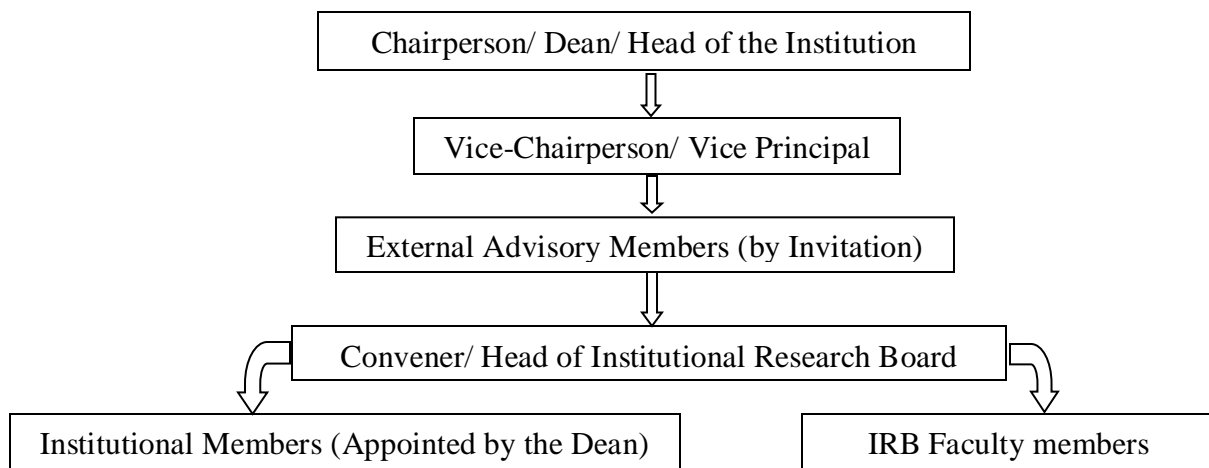 Chairperson/ Dean/ Head of the Institution
Vice-Chairperson/ Vice Principal
External Advisory Members (by Invitation)
Convener/ Head of Institutional Research Board
Institutional Members (Appointed by the Dean)
IRB Faculty members